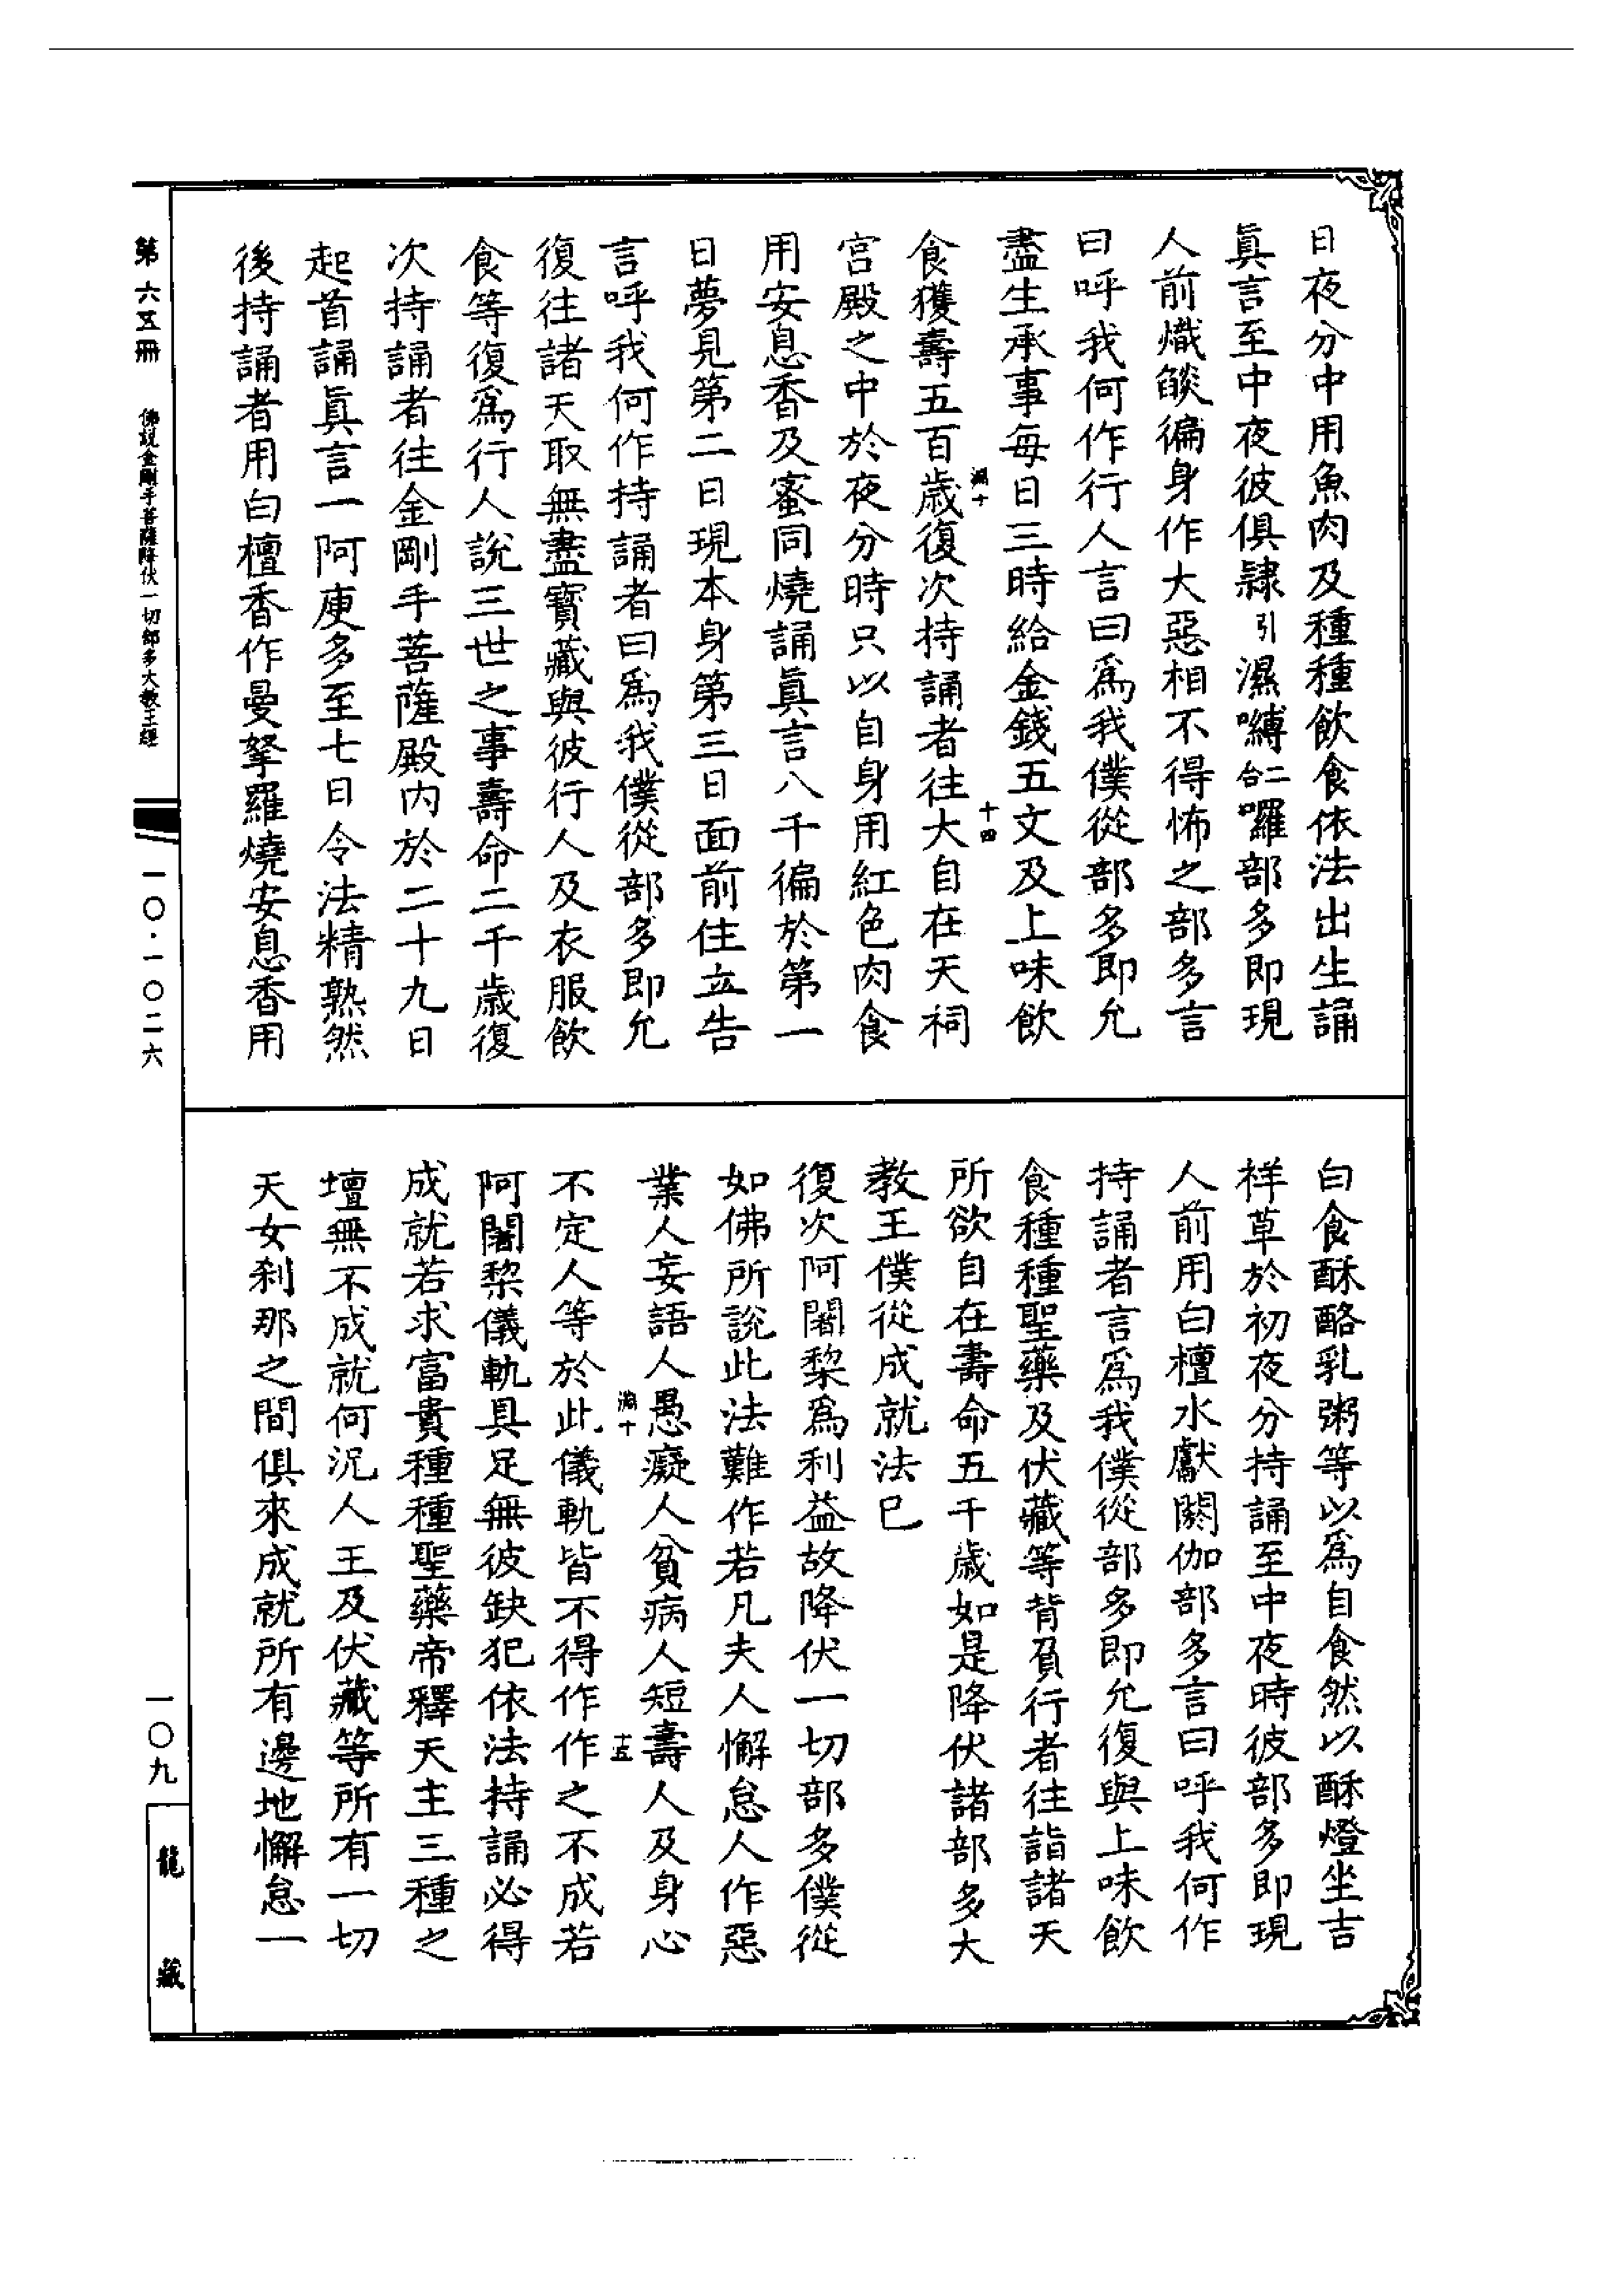 日夜分中用魚肉及種種飲食依法出生誦
眞言至中夜彼俱隷引濕嚩二合囉部多即現
人前熾𦦨徧身作大惡相不得怖之部多言
曰呼我何作行人言曰爲我僕從部多即允
盡生承事每日三時給金錢五文及上味飲
食獲壽五百歲復次持誦者往大自在天祠
十四
宮殿之中於夜分時只以自身用紅色肉食
用安息香及蜜同燒誦眞言八千徧於第一
日夢見第二日現本身第三日面前住立告
言呼我何作持誦者曰爲我僕從部多即允
復往諸天取無盡寶藏與彼行人及衣服飲
食等復爲行人說三世之事壽命二千歲復
次持誦者往金剛手菩薩殿內於二十九日
起首誦眞言一阿庾多至七日令法精熟然
後持誦者用白檀香作曼拏羅燒安息香用
白食酥酪乳粥等以爲自食然以酥燈坐吉
祥草於初夜分持誦至中夜時彼部多即現
人前用白檀水獻閼伽部多言曰呼我何作
持誦者言爲我僕從部多即允復與上味飲
食種種聖藥及伏藏等背負行者往詣諸天
所欲自在壽命五千歲如是降伏諸部多大
教王僕從成就法已
復次阿闍棃爲利益故降伏一切部多僕從
如佛所說此法難作若凡夫人懈怠人作惡
業人妄語人愚癡人貧病人短壽人及身心
十五
不定人等於此儀軌皆不得作作之不成若
阿闍棃儀軌具足無彼缺犯依法持誦必得
成就若求富貴種種聖藥帝釋天主三種之
壇無不成就何況人王及伏藏等所有一切
天女刹那之間俱來成就所有邊地懈怠一
第六五冊 佛說金剛手菩薩降伏一切部多大教王經 一〇·一〇二六
一〇九
龍藏